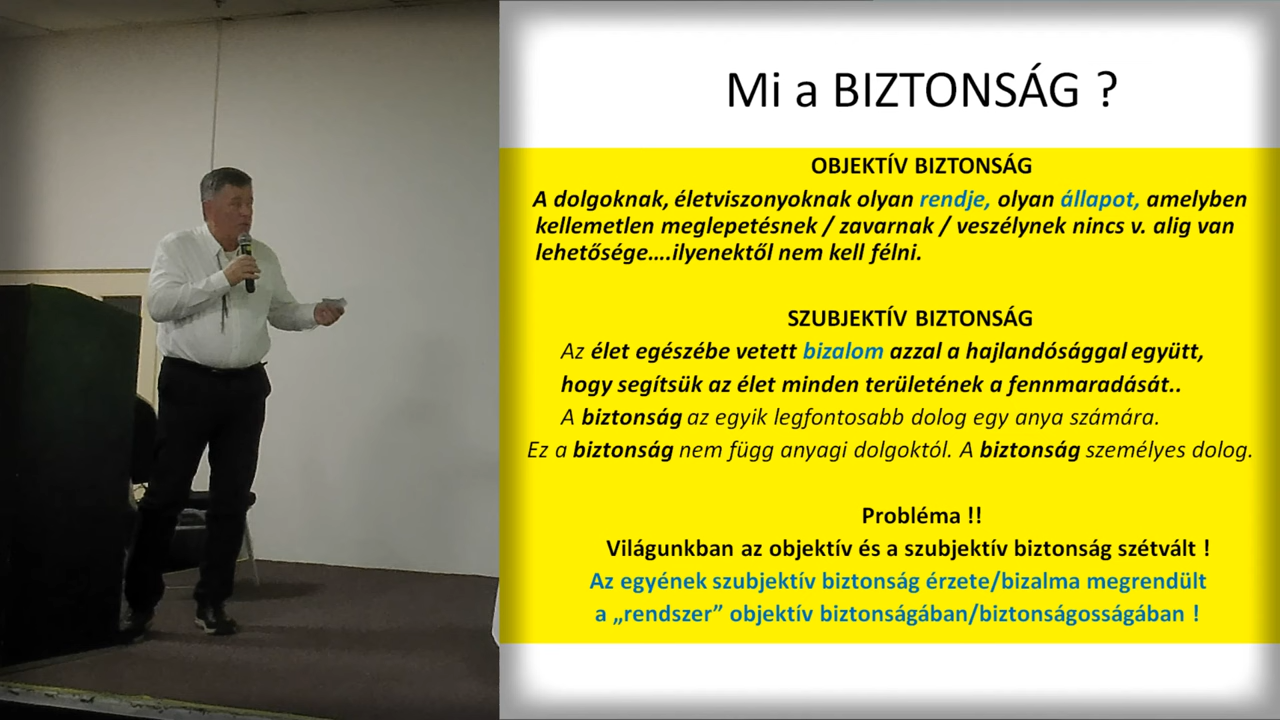 Mi a BIZTONSÁG ?
OBJEKTÍV BIZTONSÁG
A dolgoknak, életviszonyoknak olyan rendje, olyan állapot, amelyben
kellemetlen meglepetésnek / zavarnak / veszélynek nincs v. alig van
lehetősége….ilyenektől nem kell félni.
SZUBJEKTÍV BIZTONSÁG
Az élet egészébe vetett bizalom azzal a hajlandósággal együtt,
hogy segítsük az élet minden területének a fennmaradását..
A biztonság az egyik legfontosabb dolog egy anya számára.
Ez a biztonság nem függ anyagi dolgoktól. A biztonság személyes dolog.
Probléma !!
Világunkban az objektív és a szubjektív biztonság szétvált !
Az egyének szubjektív biztonság érzete/bizalma megrendült
a „rendszer” objektív biztonságában/biztonságosságában !